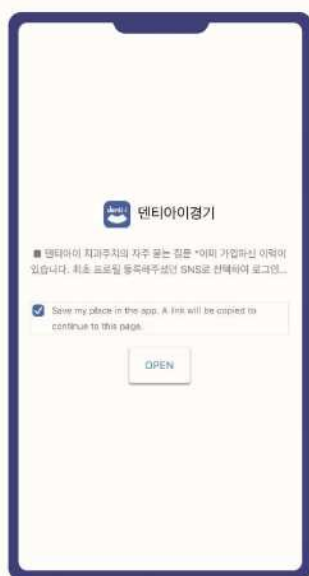 denti-i
덴티아이경기
■ 덴티아이 치과주치의 자주 묻는 질문 *이미 가입하신 이력이
있습니다. 최초 프로필 등록해주셨던 SNS로 선택하여 로그인...
Save my place in the app. A link will be copied to
continue to this page.
OPEN